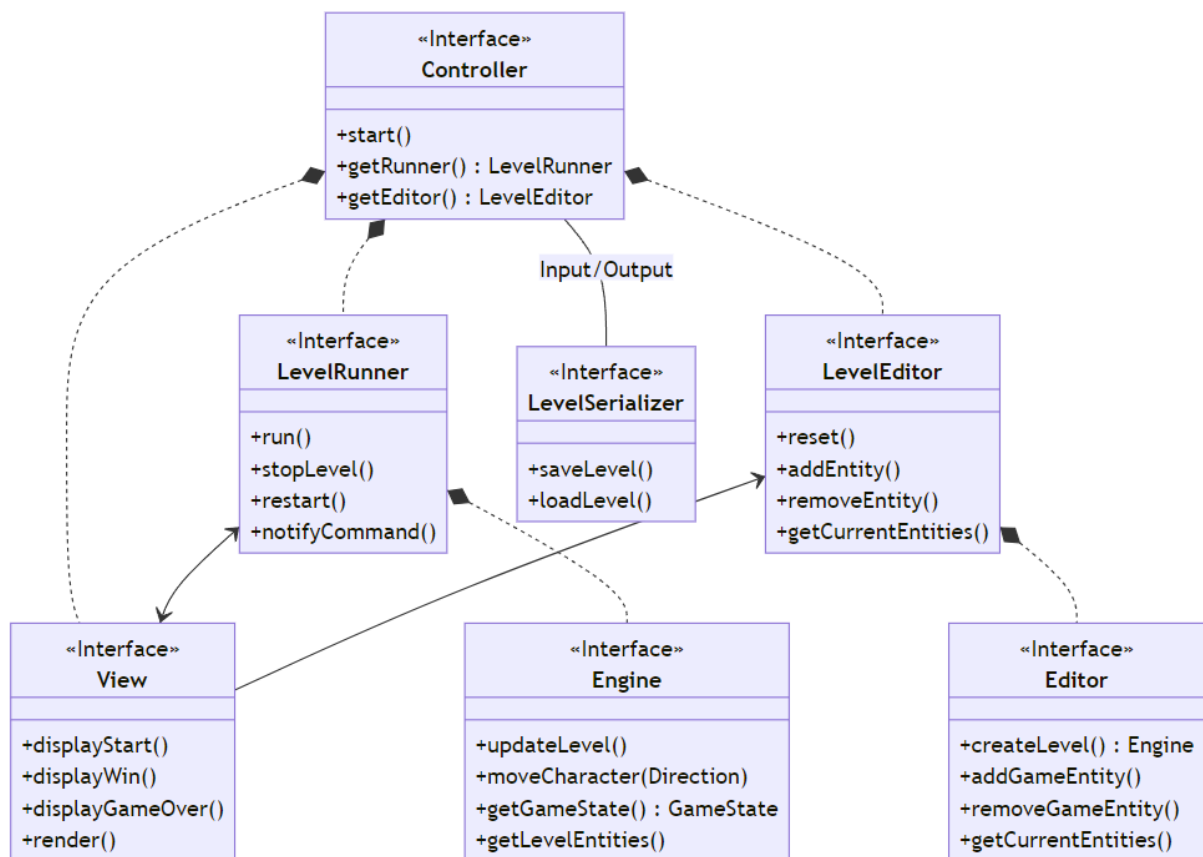 «Interface»
Controller
+start()
+getRunner() : LevelRunner
+getEditor() : LevelEditor
Input/Output
«Interface»
LevelRunner
+run()
+stopLevel()
+restart()
+notifyCommand()
«Interface»
LevelSerializer
+saveLevel()
+loadLevel()
«Interface»
LevelEditor
+reset()
+addEntity()
+removeEntity()
+getCurrentEntities()
«Interface»
View
+displayStart()
+displayWin()
+displayGameOver()
+render()
«Interface»
Engine
+updateLevel()
+moveCharacter(Direction)
+getGameState() : GameState
+getLevelEntities()
«Interface»
Editor
+createLevel() : Engine
+addGameEntity()
+removeGameEntity()
+getCurrentEntities()